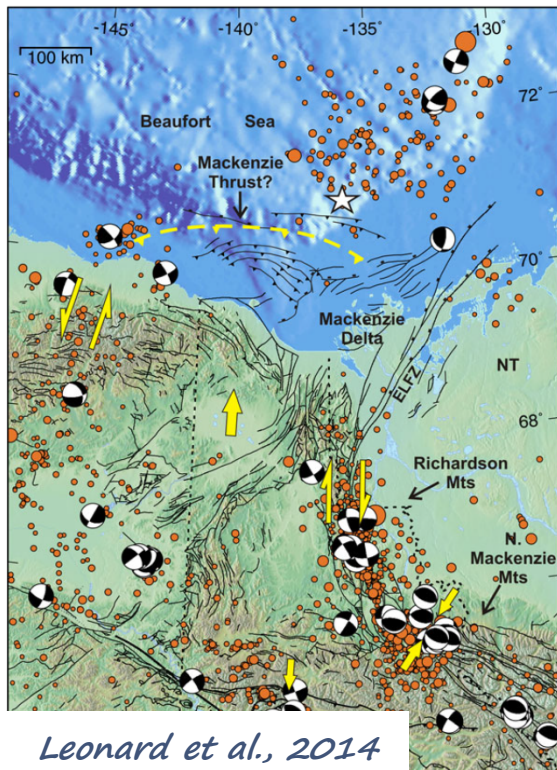 -145°
-140°
-135°
-130°
100 km
72°
Beaufort Sea
Mackenzie
Thrust?
70°
Mackenzie
Delta
ELFZ
NT
68°
Richardson
Mts
N.
Mackenzie
Mts
Leonard et al., 2014